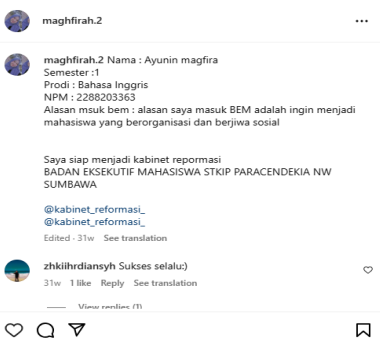 maghfirah.2
maghfirah.2 Nama : Ayunin magfira
Semester :1
Prodi : Bahasa Inggris
NPM : 2288203363
Alasan msuk bem : alasan saya masuk BEM adalah ingin menjadi
mahasiswa yang berorganisasi dan berjiwa sosial
Saya siap menjadi kabinet repormasi
BADAN EKSEKUTIF MAHASISWA STKIP PARACENDEKIA NW
SUMBAWA
@kabinet_reformasi_
@kabinet_reformasi_
Edited · 31w See translation
zhkiihrdiansyh Sukses selalu:)
31w 1 like Reply See translation
View replies (1)